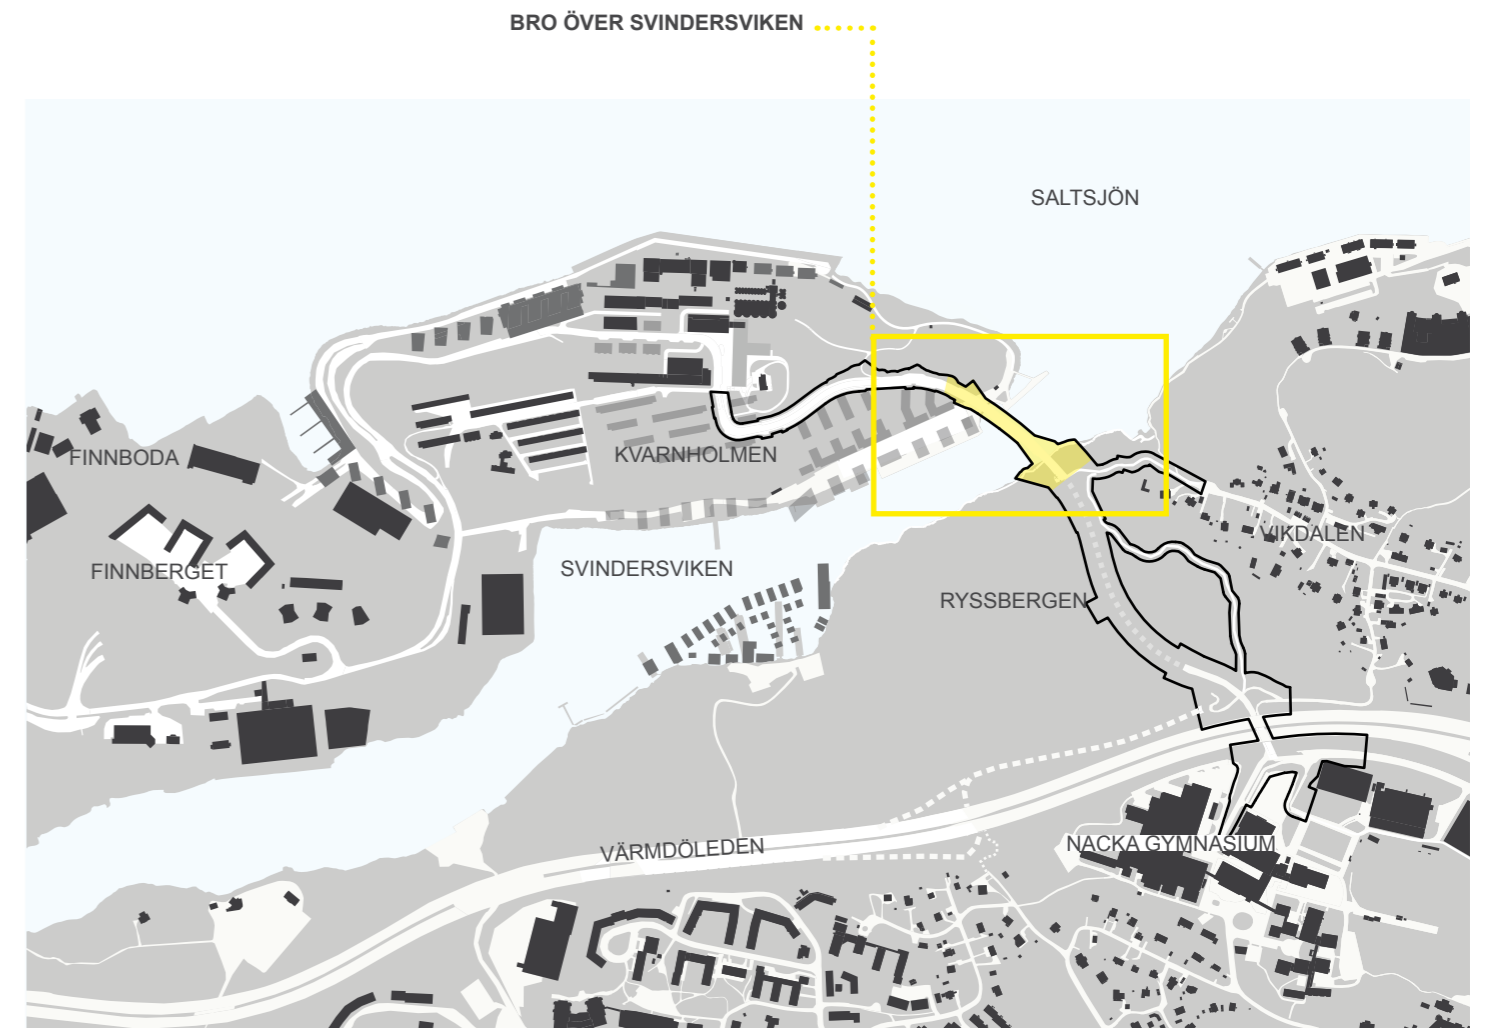 BRO ÖVER SVINDERSVIKEN
SALTSJÖN
FINNBODA
KVARNHOLMEN
VIKDALEN
FINNBERGET
SVINDERSVIKEN
RYSSBERGEN
VÄRMDÖLEDEN
NACKA GYMNASIUM